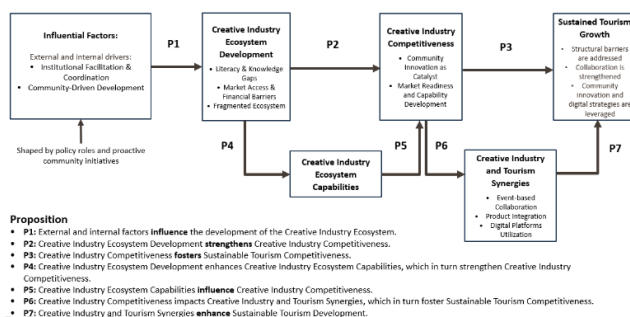 Influential Factors:
External and internal drivers:
• Institutional Facilitation &
Coordination
• Community-Driven Development
Shaped by policy roles and proactive
community initiatives
P1
Creative Industry
Ecosystem
Development
• Literacy & Knowledge
Gaps
• Market Access &
Financial Barriers
• Fragmented Ecosystem
P2
Creative Industry
Competitiveness
• Community
Innovation as
Catalyst
• Market Readiness and
Capability
Development
P3
Sustained Tourism
Growth
• Structural barriers
are addressed
• Collaboration is
strengthened
• Community
innovation and
digital strategies are
leveraged
P4
Creative Industry
Ecosystem
Capabilities
P5
P6
Creative Industry
and Tourism
Synergies
• Event-based
Collaboration
• Product Integration
• Digital Platforms
Utilization
P7
Proposition
• P1: External and internal factors influence the development of the Creative Industry Ecosystem.
• P2: Creative Industry Ecosystem Development strengthens Creative Industry Competitiveness.
• P3: Creative Industry Competitiveness fosters Sustainable Tourism Competitiveness.
• P4: Creative Industry Ecosystem Development enhances Creative Industry Ecosystem Capabilities, which in turn strengthen Creative Industry
Competitiveness.
• P5: Creative Industry Ecosystem Capabilities influence Creative Industry Competitiveness.
• P6: Creative Industry Competitiveness impacts Creative Industry and Tourism Synergies, which in turn foster Sustainable Tourism Competitiveness.
• P7: Creative Industry and Tourism Synergies enhance Sustainable Tourism Development.